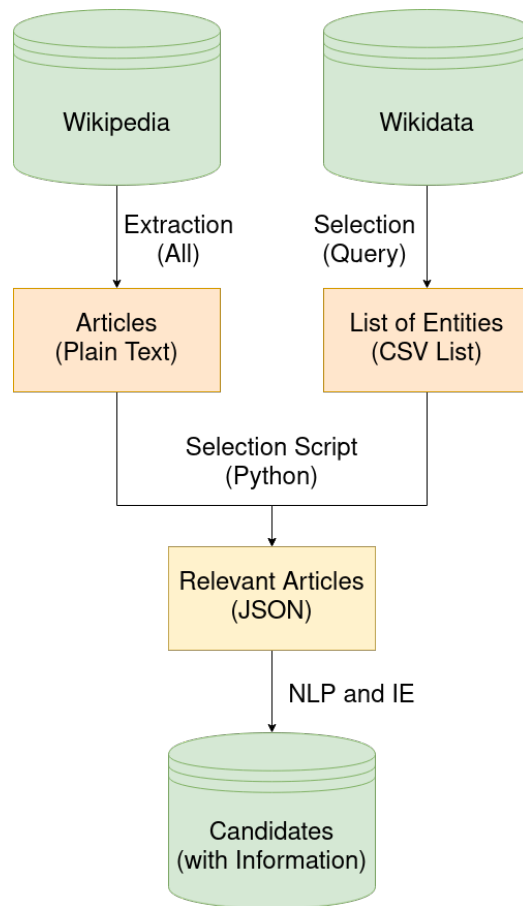 Wikipedia
Wikidata
Extraction
(All)
Selection
(Query)
Articles
(Plain Text)
List of Entities
(CSV List)
Selection Script
(Python)
Relevant Articles
(JSON)
NLP and IE
Candidates
(with Information)